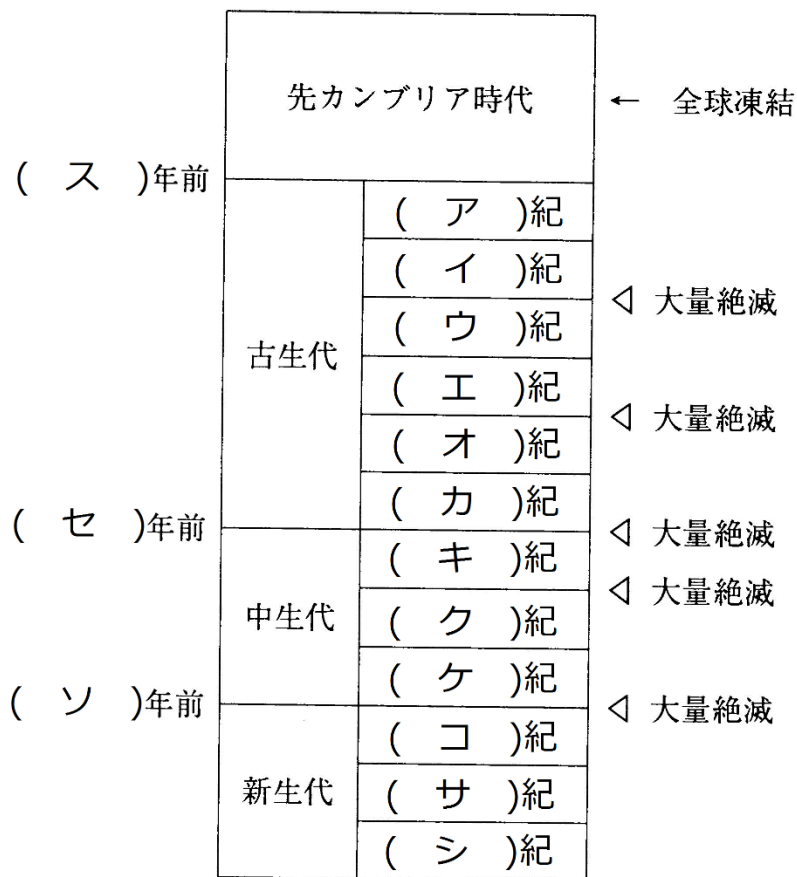 先カンブリア時代
← 全球凍結
( ス )年前
( ア )紀
( イ )紀
◁ 大量絶滅
( ウ )紀
古生代
( エ )紀
◁ 大量絶滅
( オ )紀
( カ )紀
( セ )年前
◁ 大量絶滅
( キ )紀
◁ 大量絶滅
中生代
( ク )紀
( ケ )紀
( ソ )年前
◁ 大量絶滅
( コ )紀
新生代
( サ )紀
( シ )紀